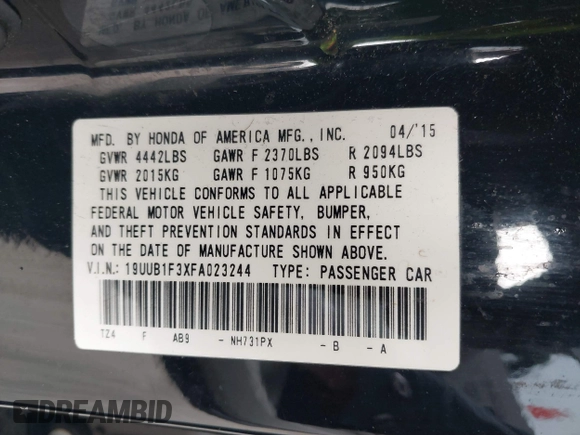 MFD. BY HONDA OF AMERICA MFG., INC. 04/'15
GVWR 4442LBS GAWR F 2370LBS R 2094LBS
GVWR 2015KG GAWR F 1075KG R 950KG
THIS VEHICLE CONFORMS TO ALL APPLICABLE
FEDERAL MOTOR VEHICLE SAFETY, BUMPER,
AND THEFT PREVENTION STANDARDS IN EFFECT
ON THE DATE OF MANUFACTURE SHOWN ABOVE.
V.I.N.: 19UUB1F3XFA023244 TYPE: PASSENGER CAR
TZ4 F AB9 - NH731PX - B - A
DREAMBID